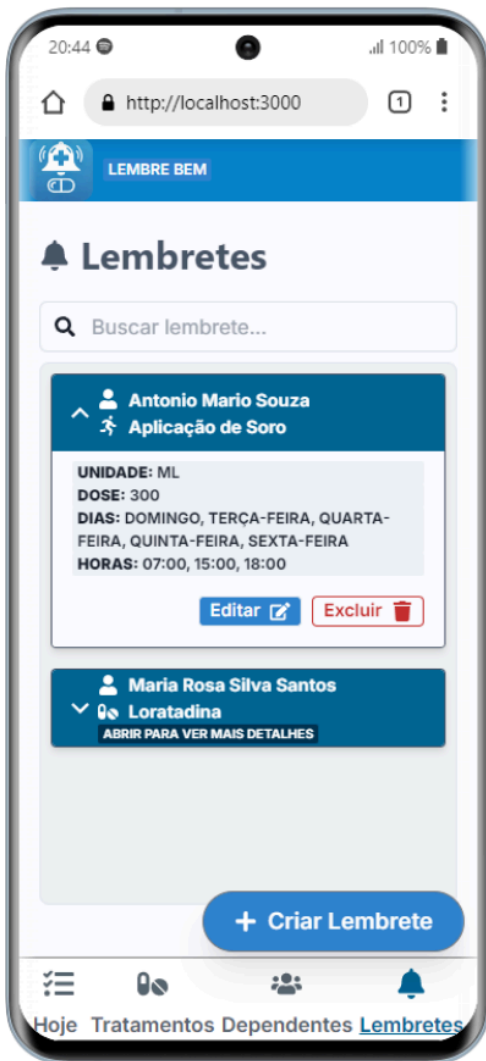 20:44 100%
http://localhost:3000 1
LEMBRE BEM
Lembretes
Buscar lembrete...
Antonio Mario Souza
Aplicação de Soro
UNIDADE: ML
DOSE: 300
DIAS: DOMINGO, TERÇA-FEIRA, QUARTA-
FEIRA, QUINTA-FEIRA, SEXTA-FEIRA
HORAS: 07:00, 15:00, 18:00
Editar Excluir
Maria Rosa Silva Santos
Loratadina
ABRIR PARA VER MAIS DETALHES
+ Criar Lembrete
Hoje Tratamentos Dependentes Lembretes